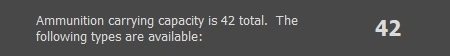 Ammunition carrying capacity is 42 total.  The
following types are available:
42